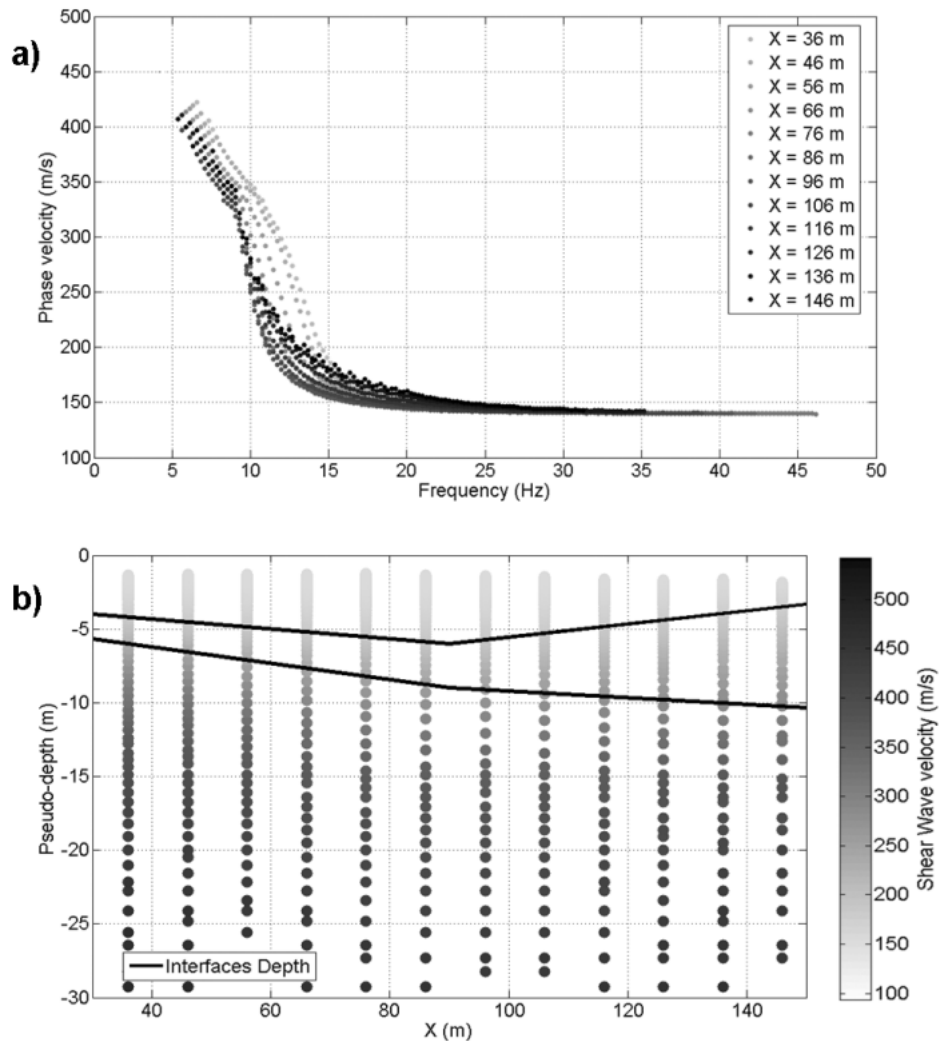 a)
500
450
400
350
300
250
200
150
100
Phase velocity (m/s)
0 5 10 15 20 25 30 35 40 45 50
Frequency (Hz)
X = 36 m
X = 46 m
X = 56 m
X = 66 m
X = 76 m
X = 86 m
X = 96 m
X = 106 m
X = 116 m
X = 126 m
X = 136 m
X = 146 m
b)
0
-5
-10
-15
-20
-25
-30
Pseudo-depth (m)
Interfaces Depth
40 60 80 100 120 140
X (m)
500
450
400
350
300
250
200
150
100
Shear Wave velocity (m/s)